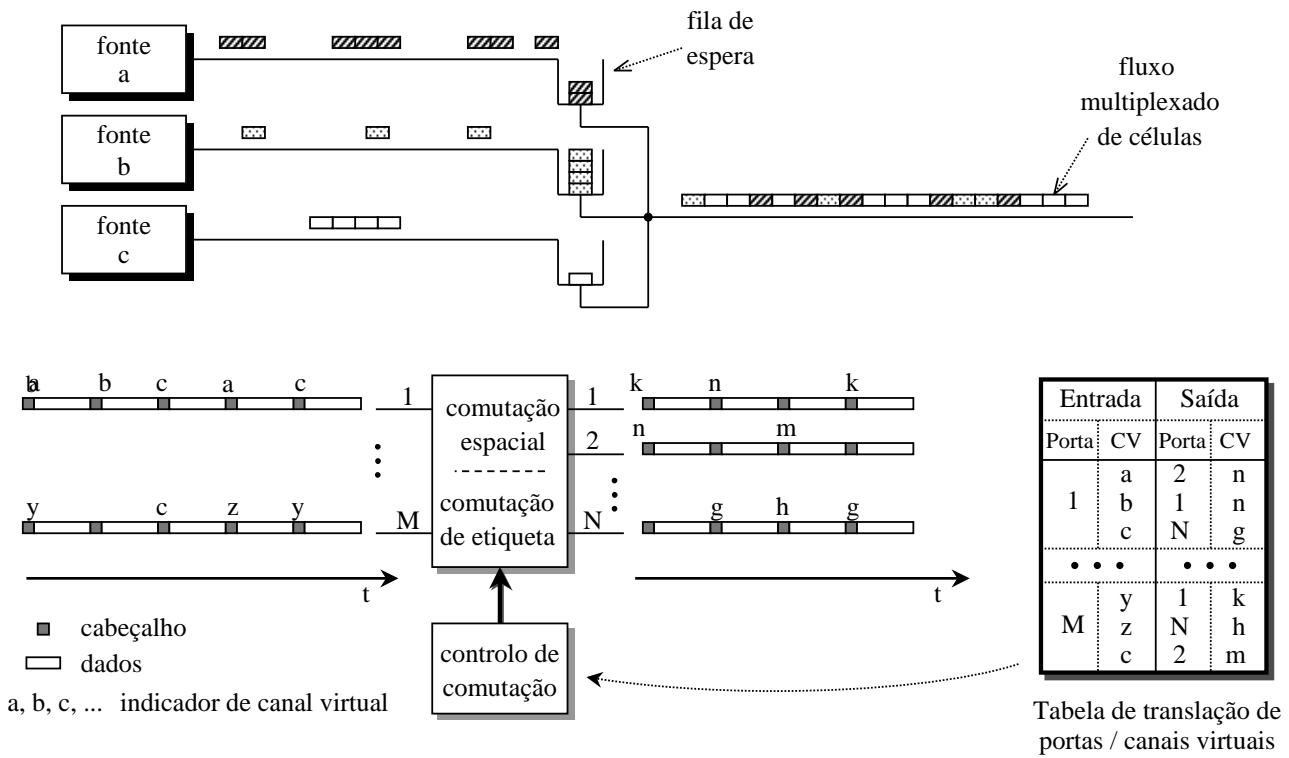 fonte
a
fila de
espera
fluxo
multiplexado
de células
fonte
b
fonte
c
a b c a c
1
comutação
espacial
comutação
de etiqueta
1
k n k
2
n m
y c z y
M
N
g h g
t
t
cabeçalho
dados
a, b, c, ... indicador de canal virtual
controlo de
comutação
Entrada Saída
Porta CV Porta CV
1
a 2 n
b 1 n
c N g
M
y 1 k
z N h
c 2 m
Tabela de translação de
portas / canais virtuais